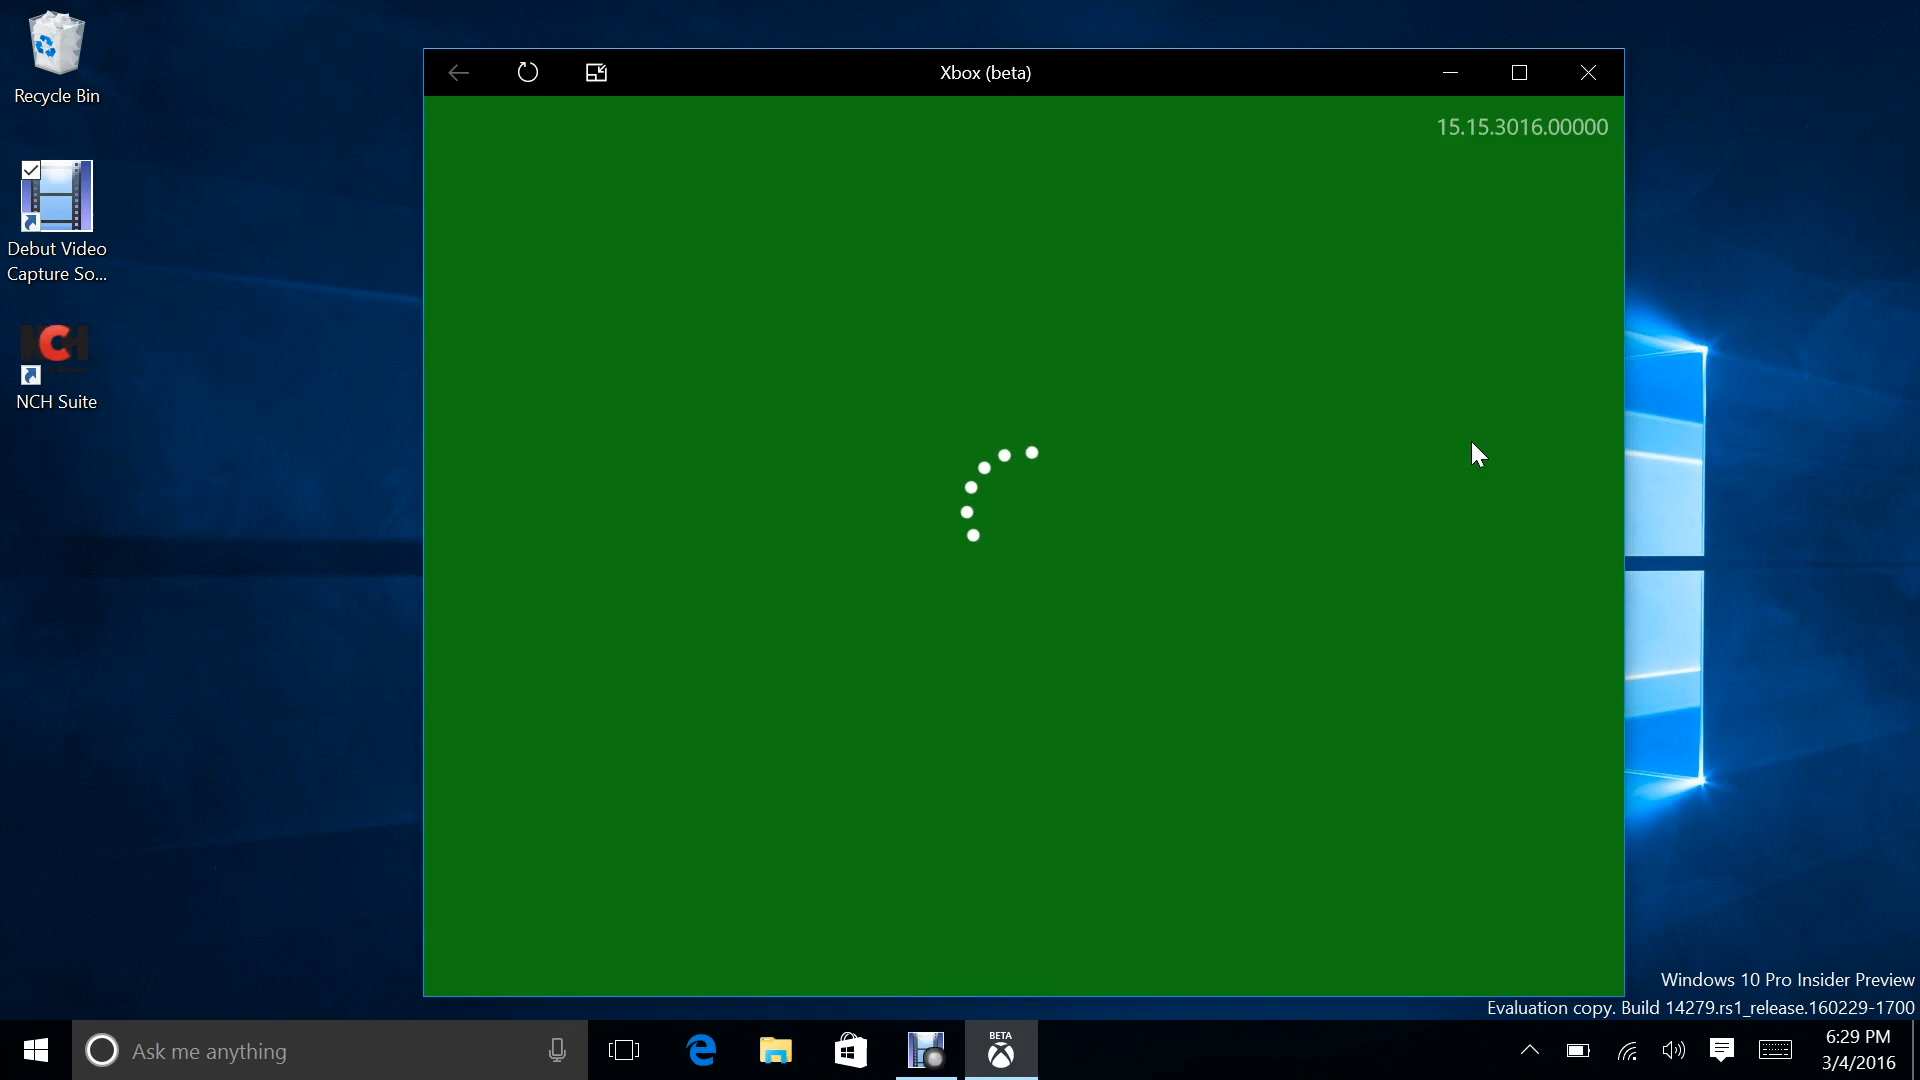 Recycle Bin
Debut Video
Capture So...
NCH
NCH Suite
Xbox (beta)
15.15.3016.00000
Windows 10 Pro Insider Preview
Evaluation copy. Build 14279.rs1_release.160229-1700
Ask me anything
BETA
6:29 PM
3/4/2016